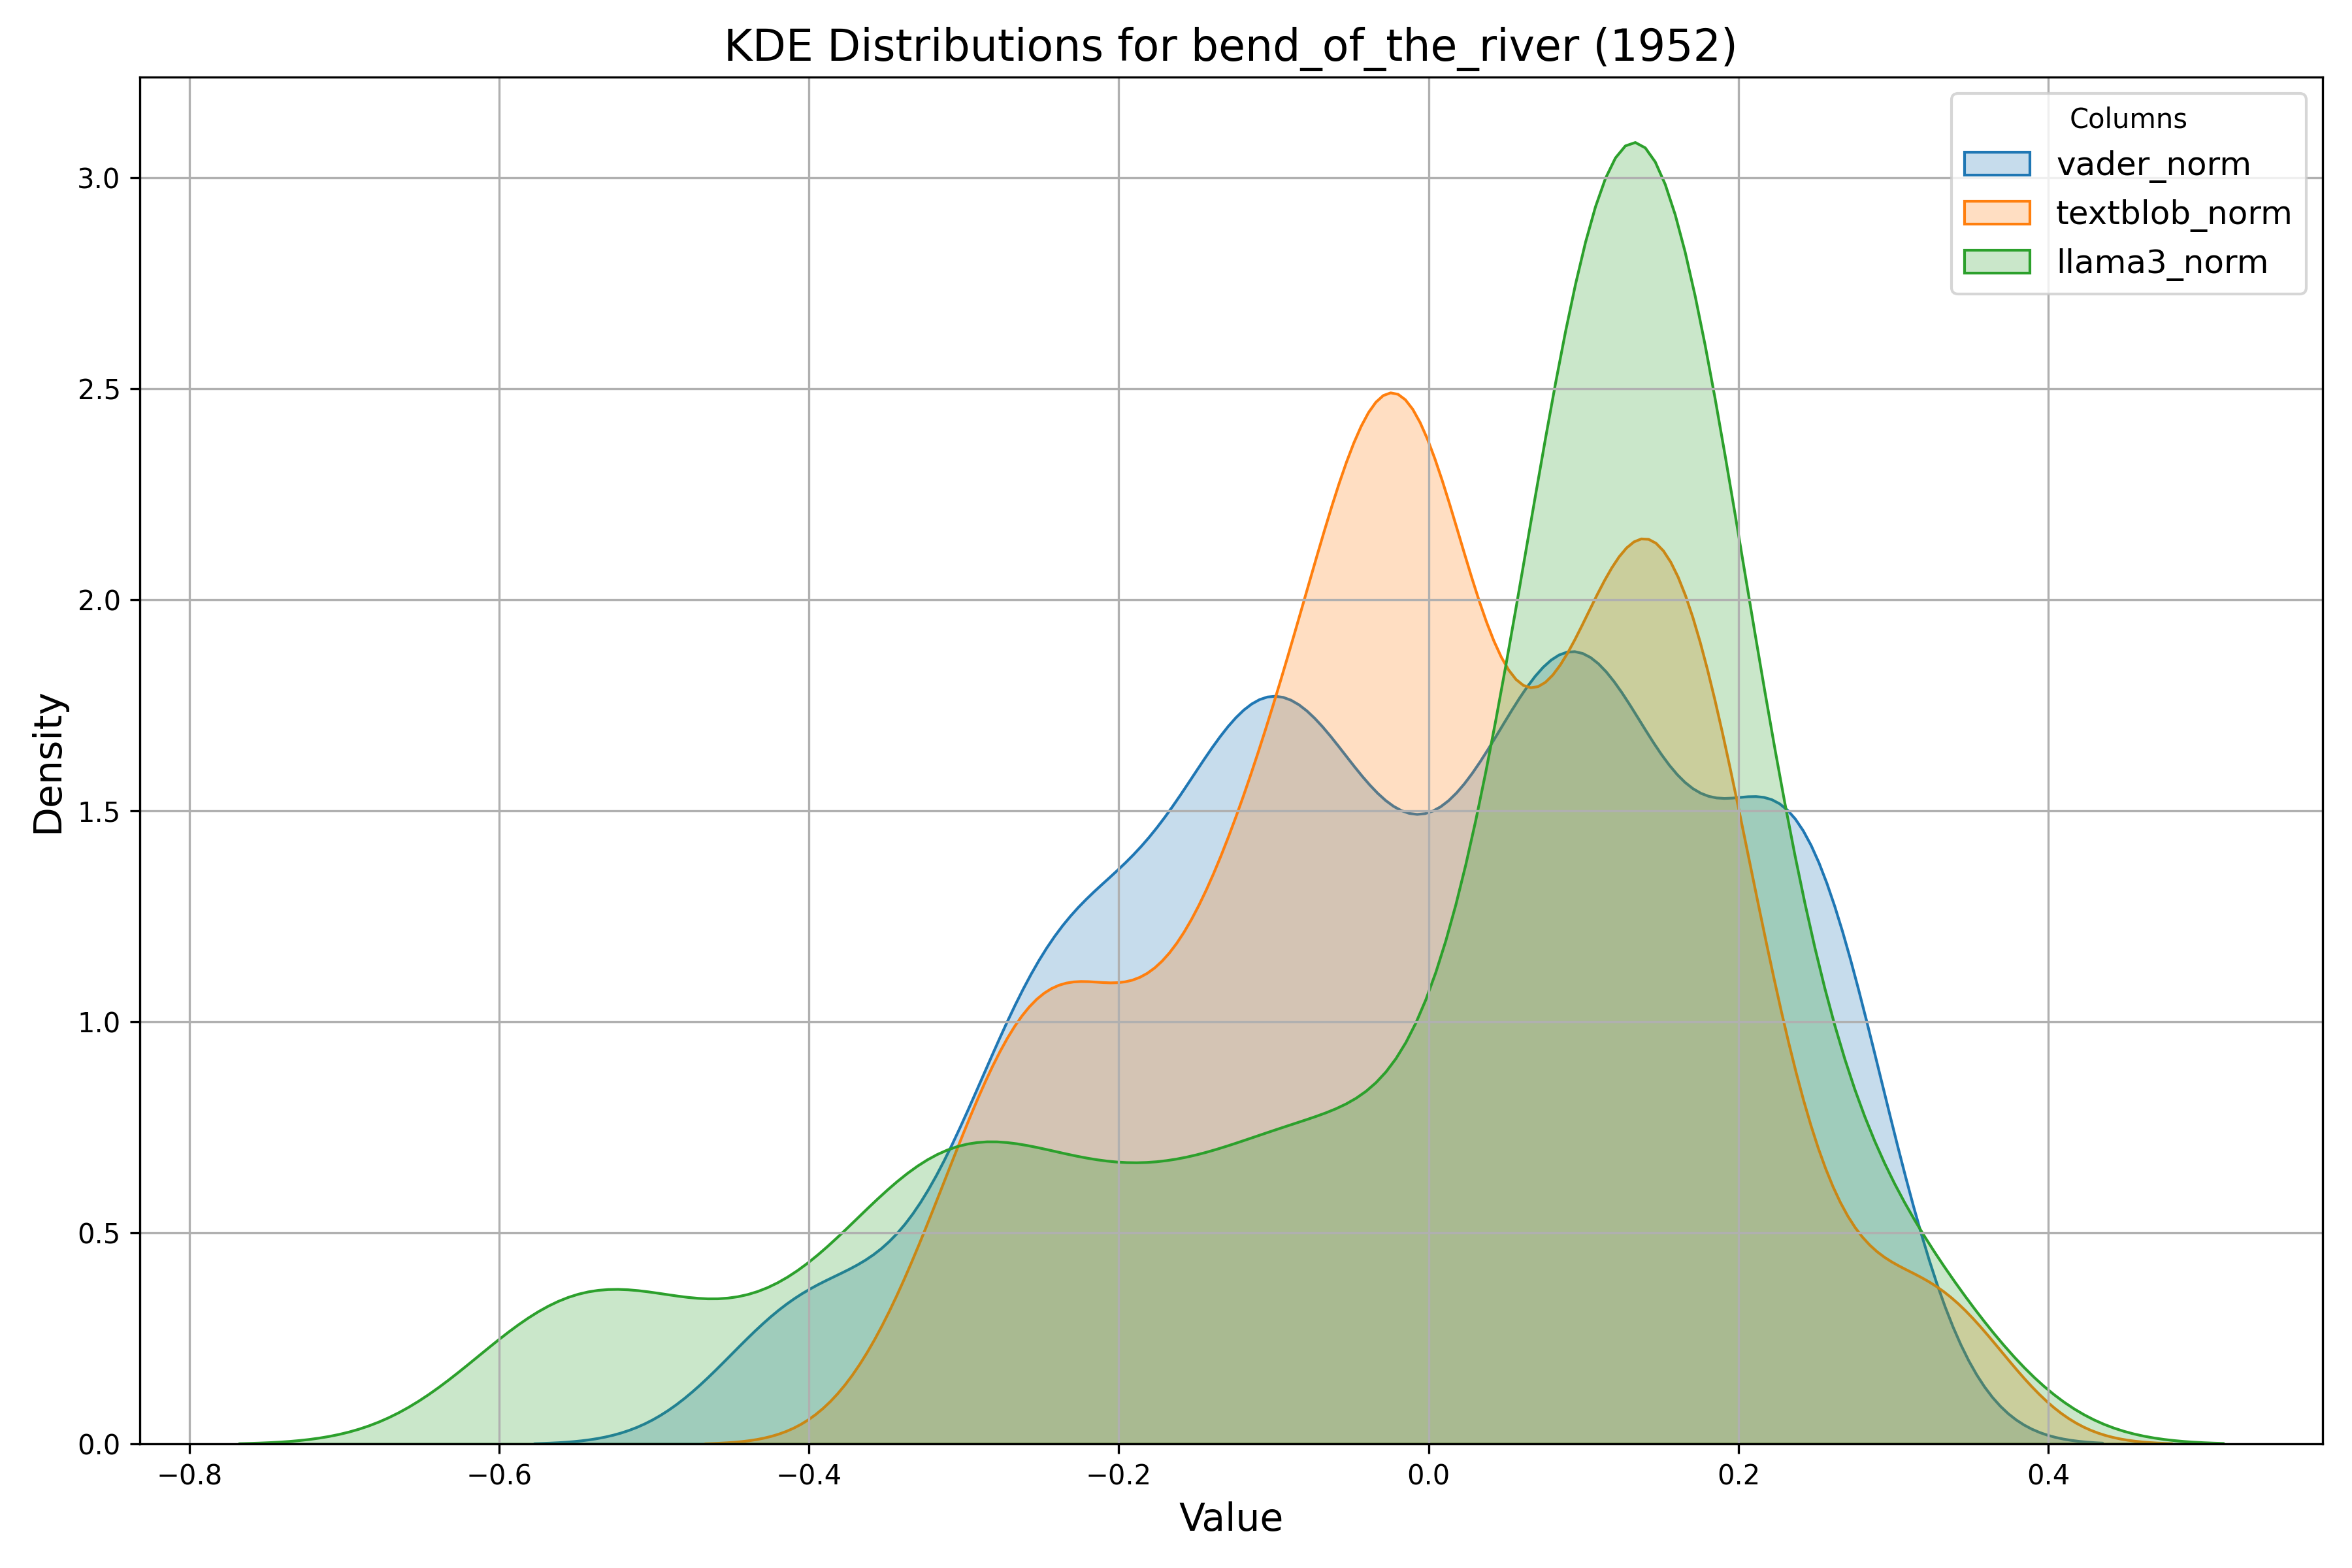 KDE Distributions for bend_of_the_river (1952)
Columns
vader_norm
textblob_norm
llama3_norm
3.0
2.5
2.0
1.5
1.0
0.5
0.0
Density
−0.8 −0.6 −0.4 −0.2 0.0 0.2 0.4
Value